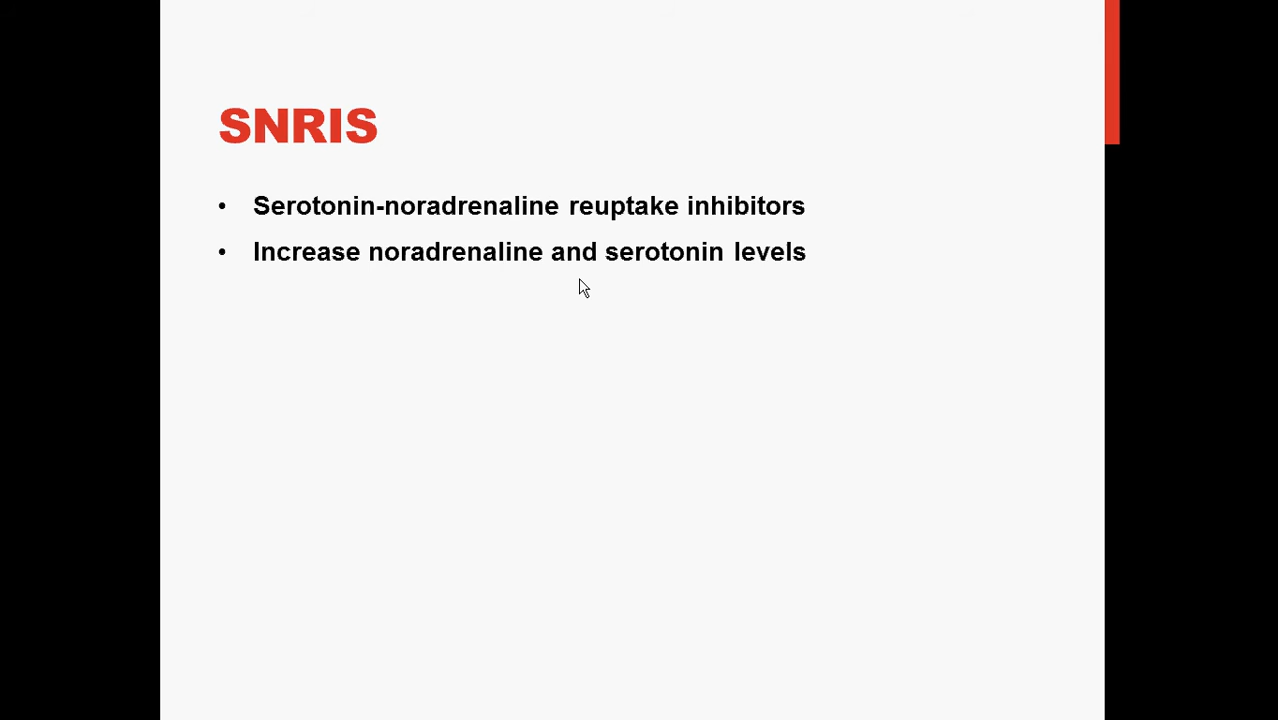 SNRIS
• Serotonin-noradrenaline reuptake inhibitors
• Increase noradrenaline and serotonin levels